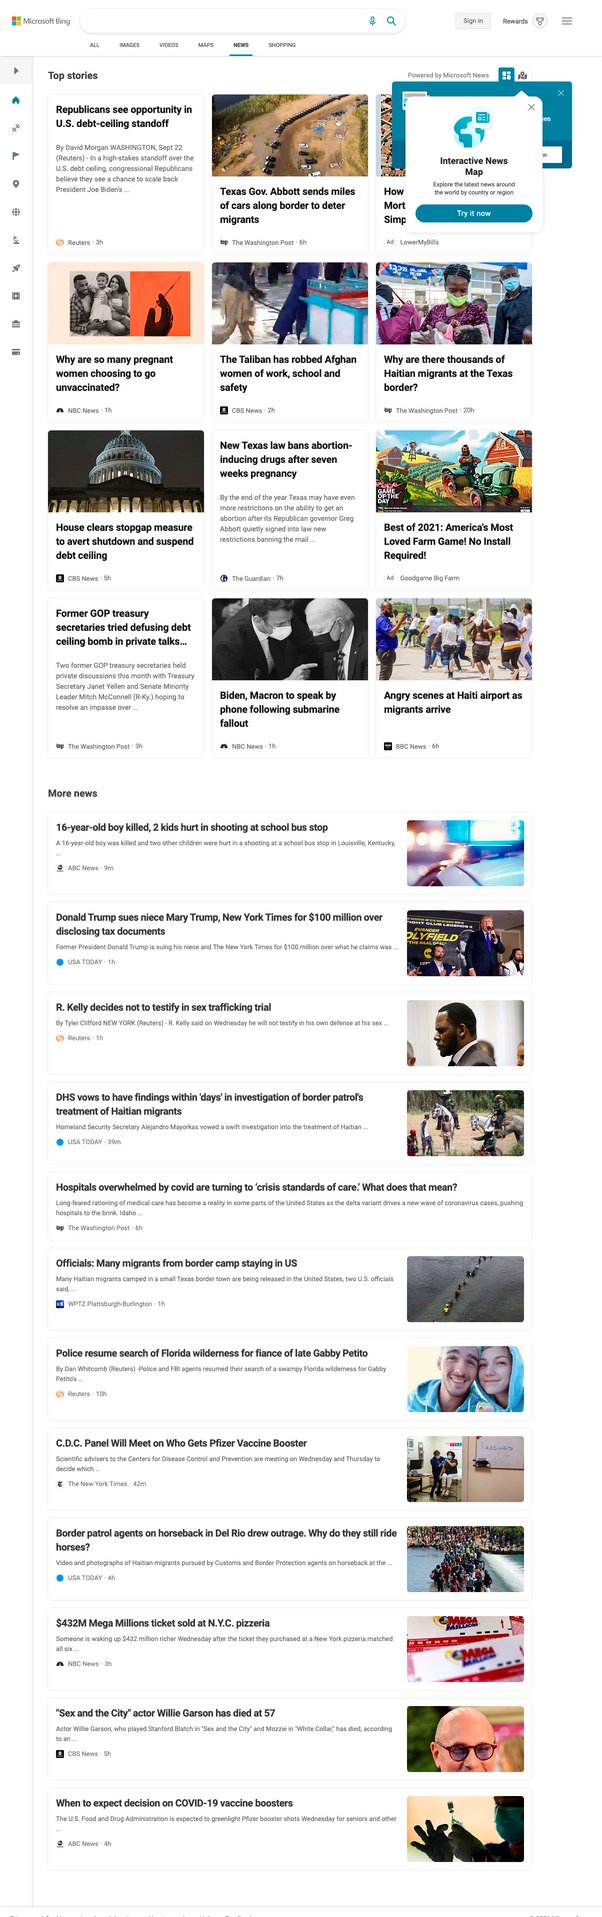 Microsoft Bing
Sign in
Rewards
ALL
IMAGES
VIDEOS
MAPS
NEWS
SHOPPING
Top stories
Powered by Microsoft News
Interactive News
Map
Explore the latest news around
the world by country or region
Try it now
Republicans see opportunity in
U.S. debt-ceiling standoff
By David Morgan WASHINGTON, Sept 22
(Reuters) - In a high-stakes standoff over the
U.S. debt ceiling, congressional Republicans
believe they see a chance to scale back
President Joe Biden's ...
Reuters · 3h
Texas Gov. Abbott sends miles
of cars along border to deter
migrants
The Washington Post · 6h
How
Mort
Simp
Ad LowerMyBills
Why are so many pregnant
women choosing to go
unvaccinated?
NBC News · 1h
The Taliban has robbed Afghan
women of work, school and
safety
CBS News · 2h
Why are there thousands of
Haitian migrants at the Texas
border?
The Washington Post · 20h
House clears stopgap measure
to avert shutdown and suspend
debt ceiling
CBS News · 5h
New Texas law bans abortion-
inducing drugs after seven
weeks pregnancy
By the end of the year Texas may have even
more restrictions on the ability to get an
abortion after its Republican governor Greg
Abbott quietly signed into law new
restrictions banning the mail ...
The Guardian · 7h
GAME OF
THE DAY
Best of 2021: America's Most
Loved Farm Game! No Install
Required!
Ad Goodgame Big Farm
Former GOP treasury
secretaries tried defusing debt
ceiling bomb in private talks...
Two former GOP treasury secretaries held
private discussions this month with Treasury
Secretary Janet Yellen and Senate Minority
Leader Mitch McConnell (R-Ky.) hoping to
resolve an impasse over ...
The Washington Post · 3h
Biden, Macron to speak by
phone following submarine
fallout
NBC News · 1h
Angry scenes at Haiti airport as
migrants arrive
BBC News · 6h
More news
16-year-old boy killed, 2 kids hurt in shooting at school bus stop
A 16-year-old boy was killed and two other children were hurt in a shooting at a school bus stop in Louisville, Kentucky,
...
ABC News · 9m
Donald Trump sues niece Mary Trump, New York Times for $100 million over
disclosing tax documents
Former President Donald Trump is suing his niece and The New York Times for $100 million over what he claims was ...
USA TODAY · 1h
EVANDER
OLYFIELD
R. Kelly decides not to testify in sex trafficking trial
By Tyler Clifford NEW YORK (Reuters) - R. Kelly said on Wednesday he will not testify in his own defense at his sex ...
Reuters · 1h
DHS vows to have findings within 'days' in investigation of border patrol's
treatment of Haitian migrants
Homeland Security Secretary Alejandro Mayorkas vowed a swift investigation into the treatment of Haitian ...
USA TODAY · 39m
Hospitals overwhelmed by covid are turning to ‘crisis standards of care.’ What does that mean?
Long-feared rationing of medical care has become a reality in some parts of the United States as the delta variant drives a new wave of coronavirus cases, pushing
hospitals to the brink. Idaho ...
The Washington Post · 6h
Officials: Many migrants from border camp staying in US
Many Haitian migrants camped in a small Texas border town are being released in the United States, two U.S. officials
said, ...
WPTZ Plattsburgh-Burlington · 1h
Police resume search of Florida wilderness for fiance of late Gabby Petito
By Dan Whitcomb (Reuters) -Police and FBI agents resumed their search of a swampy Florida wilderness for Gabby
Petito's ...
Reuters · 10h
C.D.C. Panel Will Meet on Who Gets Pfizer Vaccine Booster
Scientific advisers to the Centers for Disease Control and Prevention are meeting on Wednesday and Thursday to
decide which ...
The New York Times · 42m
Border patrol agents on horseback in Del Rio drew outrage. Why do they still ride
horses?
Video and photographs of Haitian migrants pursued by Customs and Border Protection agents on horseback at the ...
USA TODAY · 4h
$432M Mega Millions ticket sold at N.Y.C. pizzeria
Someone is waking up $432 million richer Wednesday after the ticket they purchased at a New York pizzeria matched
all six ...
NBC News · 3h
MEGA
MILLIONS
"Sex and the City" actor Willie Garson has died at 57
Actor Willie Garson, who played Stanford Blatch in "Sex and the City" and Mozzie in "White Collar," has died, according
to an ...
CBS News · 5h
When to expect decision on COVID-19 vaccine boosters
The U.S. Food and Drug Administration is expected to greenlight Pfizer booster shots Wednesday for seniors and other
...
ABC News · 4h